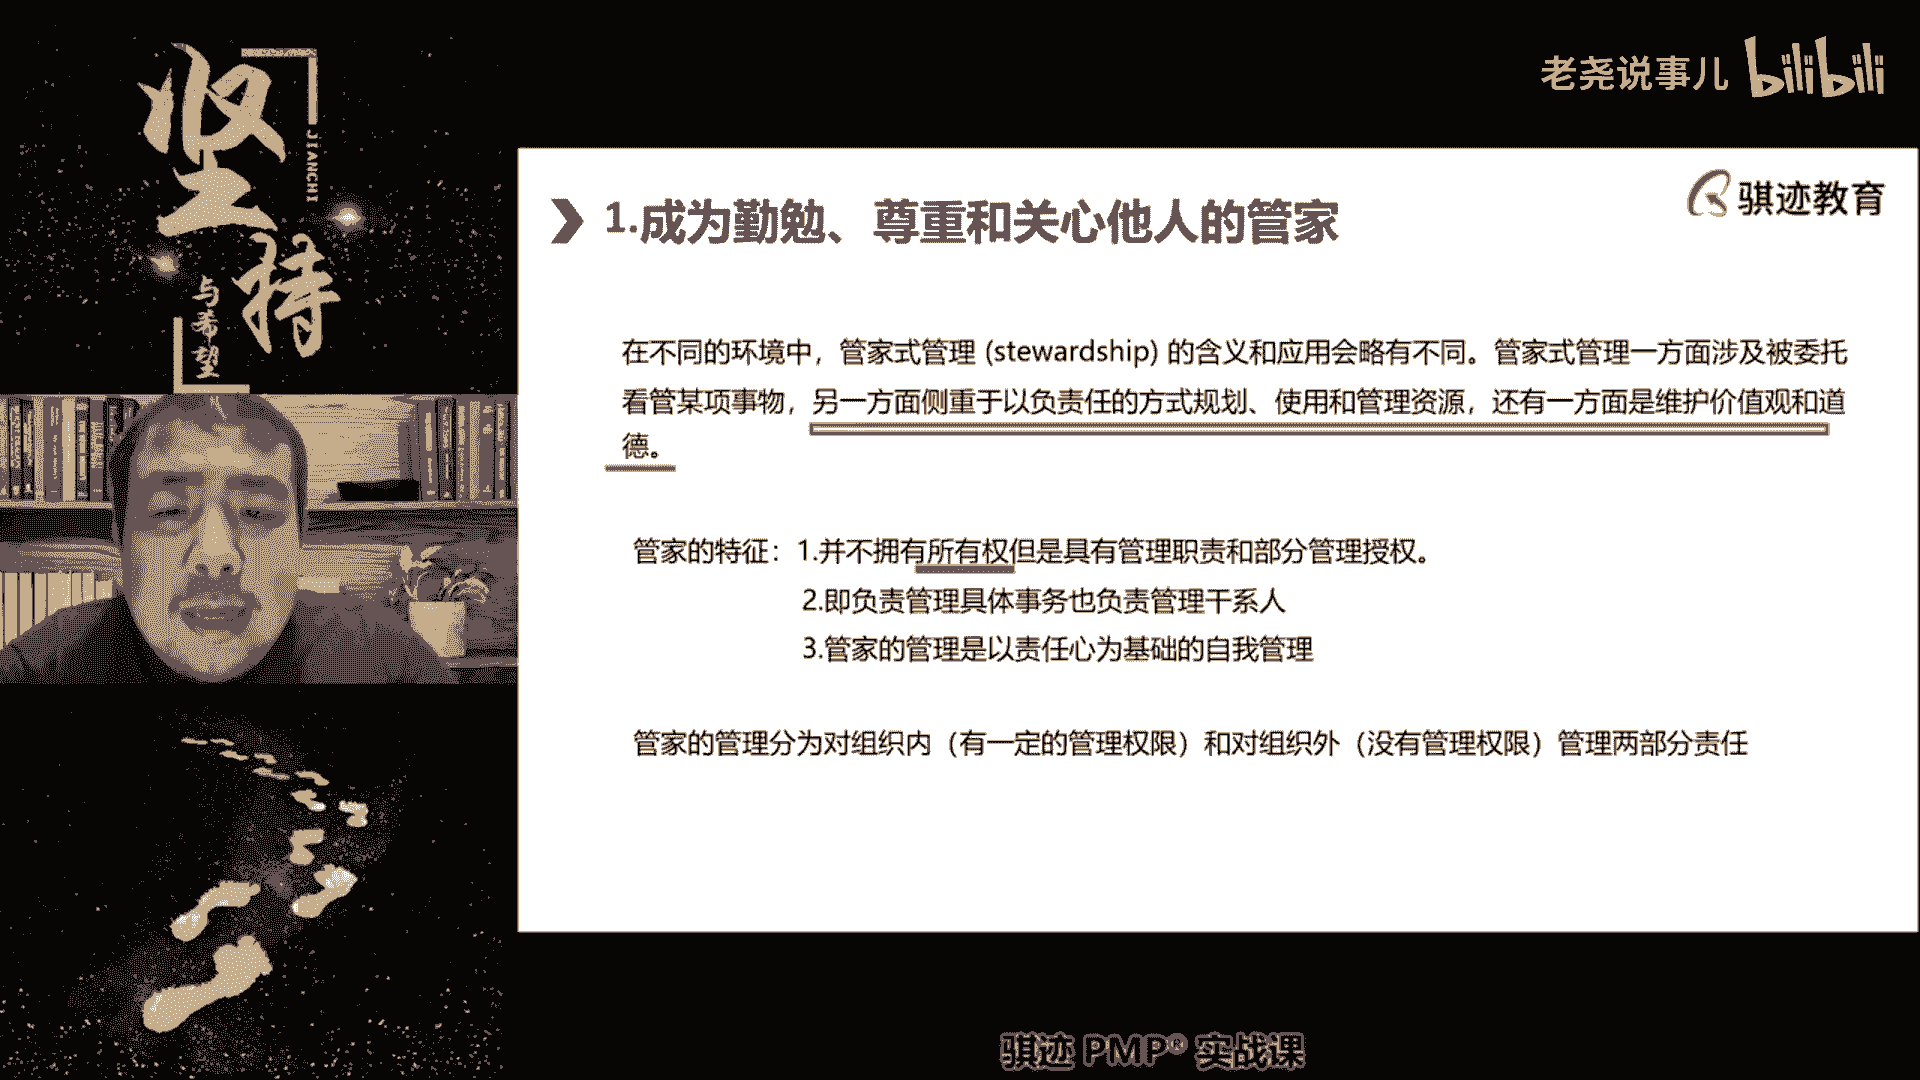 坚持
JIANCHI
与希望
老尧说事儿 bilibili
骐迹教育
1.成为勤勉、尊重和关心他人的管家
在不同的环境中，管家式管理 (stewardship) 的含义和应用会略有不同。管家式管理一方面涉及被委托
看管某项事物，另一方面侧重于以负责任的方式规划、使用和管理资源，还有一方面是维护价值观和道
德。
管家的特征：1.并不拥有所有权但是具有管理职责和部分管理授权。
2.即负责管理具体事务也负责管理干系人
3.管家的管理是以责任心为基础的自我管理
管家的管理分为对组织内（有一定的管理权限）和对组织外（没有管理权限）管理两部分责任
骐迹 PMP® 实战课